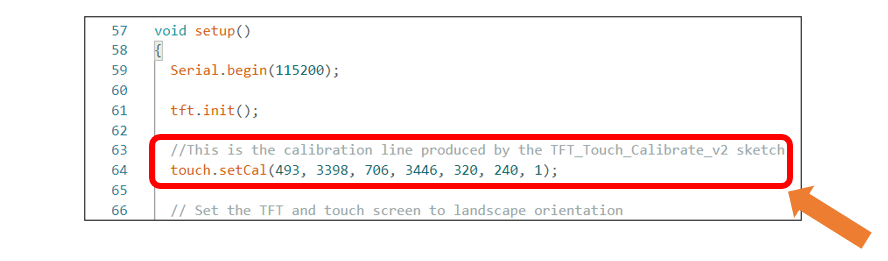 57 void setup()
58 {
59 Serial.begin(115200);
60
61 tft.init();
62
63 //This is the calibration line produced by the TFT_Touch_Calibrate_v2 sketch
64 touch.setCal(493, 3398, 706, 3446, 320, 240, 1);
65
66 // Set the TFT and touch screen to landscape orientation